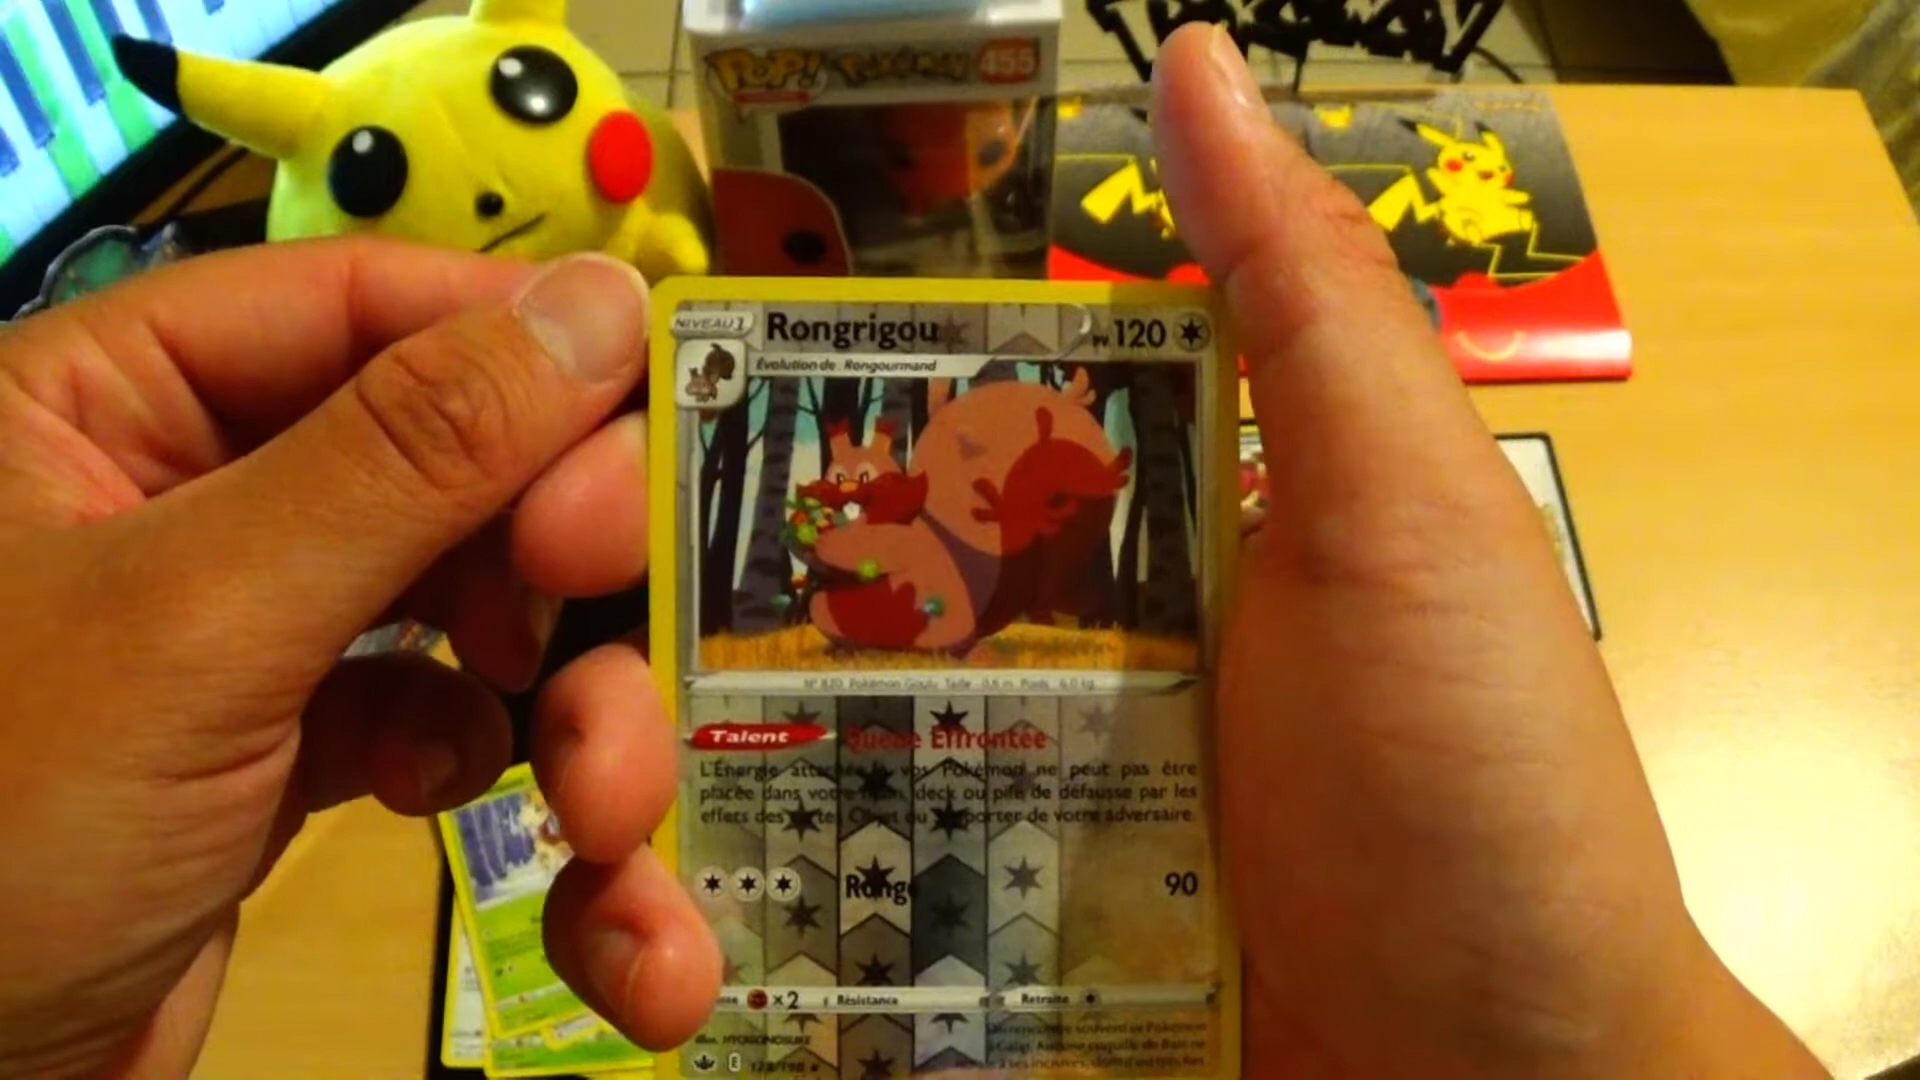 POP! Pokémon 455
NIVEAU 1 Rongrigou PV 120
Évolution de Rongourmand
N° 820 Pokémon Goulu Taille : 0,6 m Poids : 6,0 kg
Talent Queue Effrontée
L'Énergie attachée à vos Pokémon ne peut pas être
placée dans votre main, deck ou pile de défausse par les
effets des cartes Objet ou Supporter de votre adversaire.
Ronge 90
×2 Résistance Retraite
Illus. HYOGONOSUKE
E